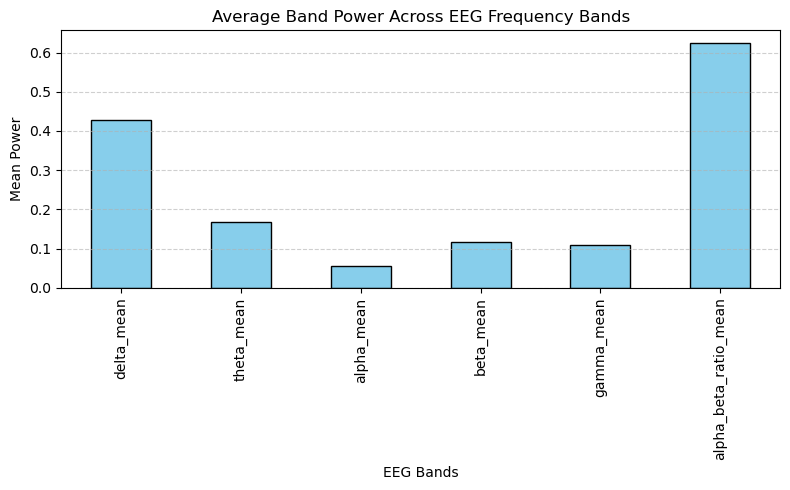 Average Band Power Across EEG Frequency Bands
Mean Power
0.6
0.5
0.4
0.3
0.2
0.1
0.0
delta_mean
theta_mean
alpha_mean
beta_mean
gamma_mean
alpha_beta_ratio_mean
EEG Bands